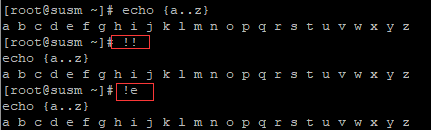 [root@susm ~]# echo {a..z}
a b c d e f g h i j k l m n o p q r s t u v w x y z
[root@susm ~]# !!
echo {a..z}
a b c d e f g h i j k l m n o p q r s t u v w x y z
[root@susm ~]# !e
echo {a..z}
a b c d e f g h i j k l m n o p q r s t u v w x y z